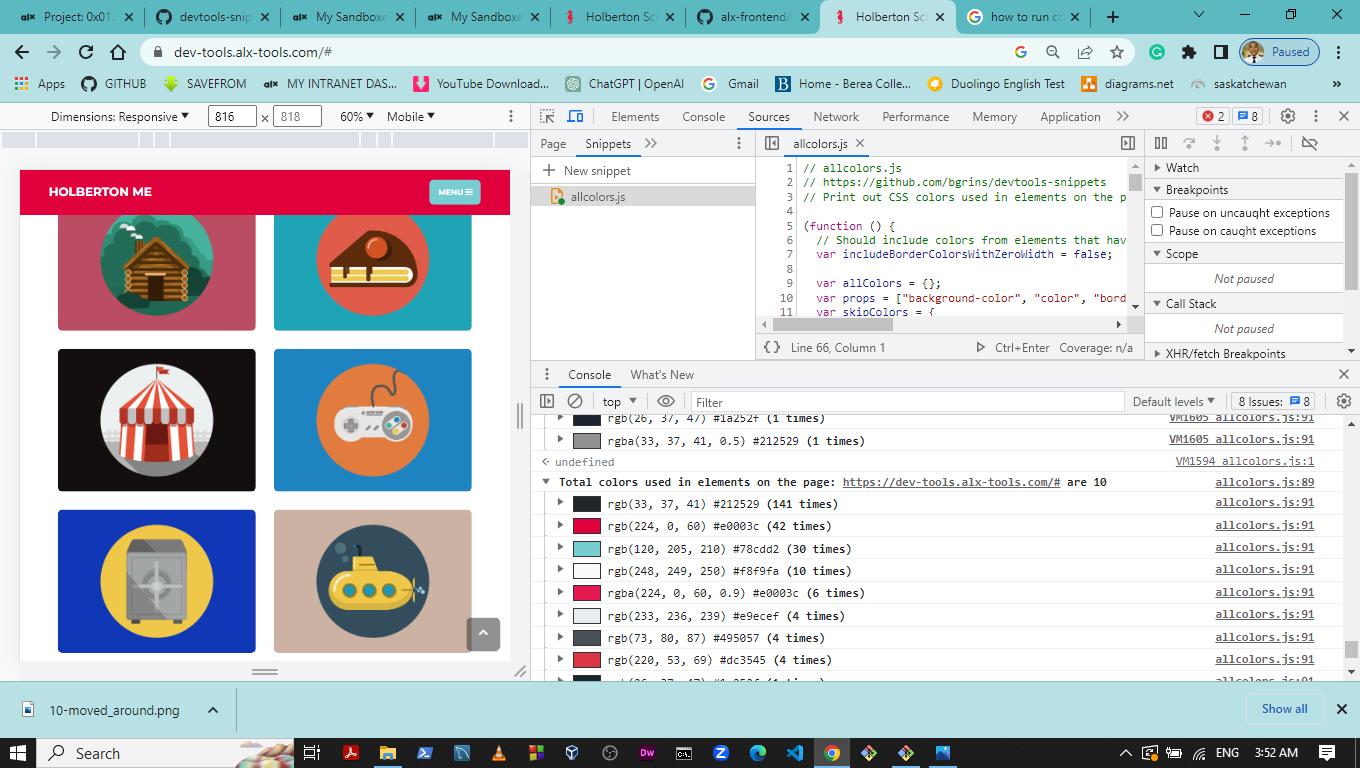 Project: 0x01.
devtools-snip
My Sandboxe
My Sandboxe
Holberton Sch
alx-frontend/
Holberton Sch
how to run co
dev-tools.alx-tools.com/#
Paused
Apps
GITHUB
SAVEFROM
MY INTRANET DAS...
YouTube Download...
ChatGPT | OpenAI
Gmail
Home - Berea Colle...
Duolingo English Test
diagrams.net
saskatchewan
Dimensions: Responsive
816
×
818
60%
Mobile
Elements
Console
Sources
Network
Performance
Memory
Application
2
8
Page
Snippets
New snippet
allcolors.js
allcolors.js
1 // allcolors.js
2 // https://github.com/bgrins/devtools-snippets
3 // Print out CSS colors used in elements on the p
4
5 (function () {
6 // Should include colors from elements that hav
7 var includeBorderColorsWithZeroWidth = false;
8
9 var allColors = {};
10 var props = ["background-color", "color", "bord
11 var skipColors = {
{ } Line 66, Column 1
Ctrl+Enter
Coverage: n/a
Watch
Breakpoints
Pause on uncaught exceptions
Pause on caught exceptions
Scope
Not paused
Call Stack
Not paused
XHR/fetch Breakpoints
HOLBERTON ME
MENU
Console
What's New
top
Filter
Default levels
8 Issues:
8
rgb(26, 37, 47) #1a252f (1 times) VM1605 allcolors.js:91
rgba(33, 37, 41, 0.5) #212529 (1 times) VM1605 allcolors.js:91
undefined VM1594 allcolors.js:1
Total colors used in elements on the page: https://dev-tools.alx-tools.com/# are 10 allcolors.js:89
rgb(33, 37, 41) #212529 (141 times) allcolors.js:91
rgb(224, 0, 60) #e0003c (42 times) allcolors.js:91
rgb(120, 205, 210) #78cdd2 (30 times) allcolors.js:91
rgb(248, 249, 250) #f8f9fa (10 times) allcolors.js:91
rgba(224, 0, 60, 0.9) #e0003c (6 times) allcolors.js:91
rgb(233, 236, 239) #e9ecef (4 times) allcolors.js:91
rgb(73, 80, 87) #495057 (4 times) allcolors.js:91
rgb(220, 53, 69) #dc3545 (4 times) allcolors.js:91
10-moved_around.png
Show all
Search
ENG
3:52 AM